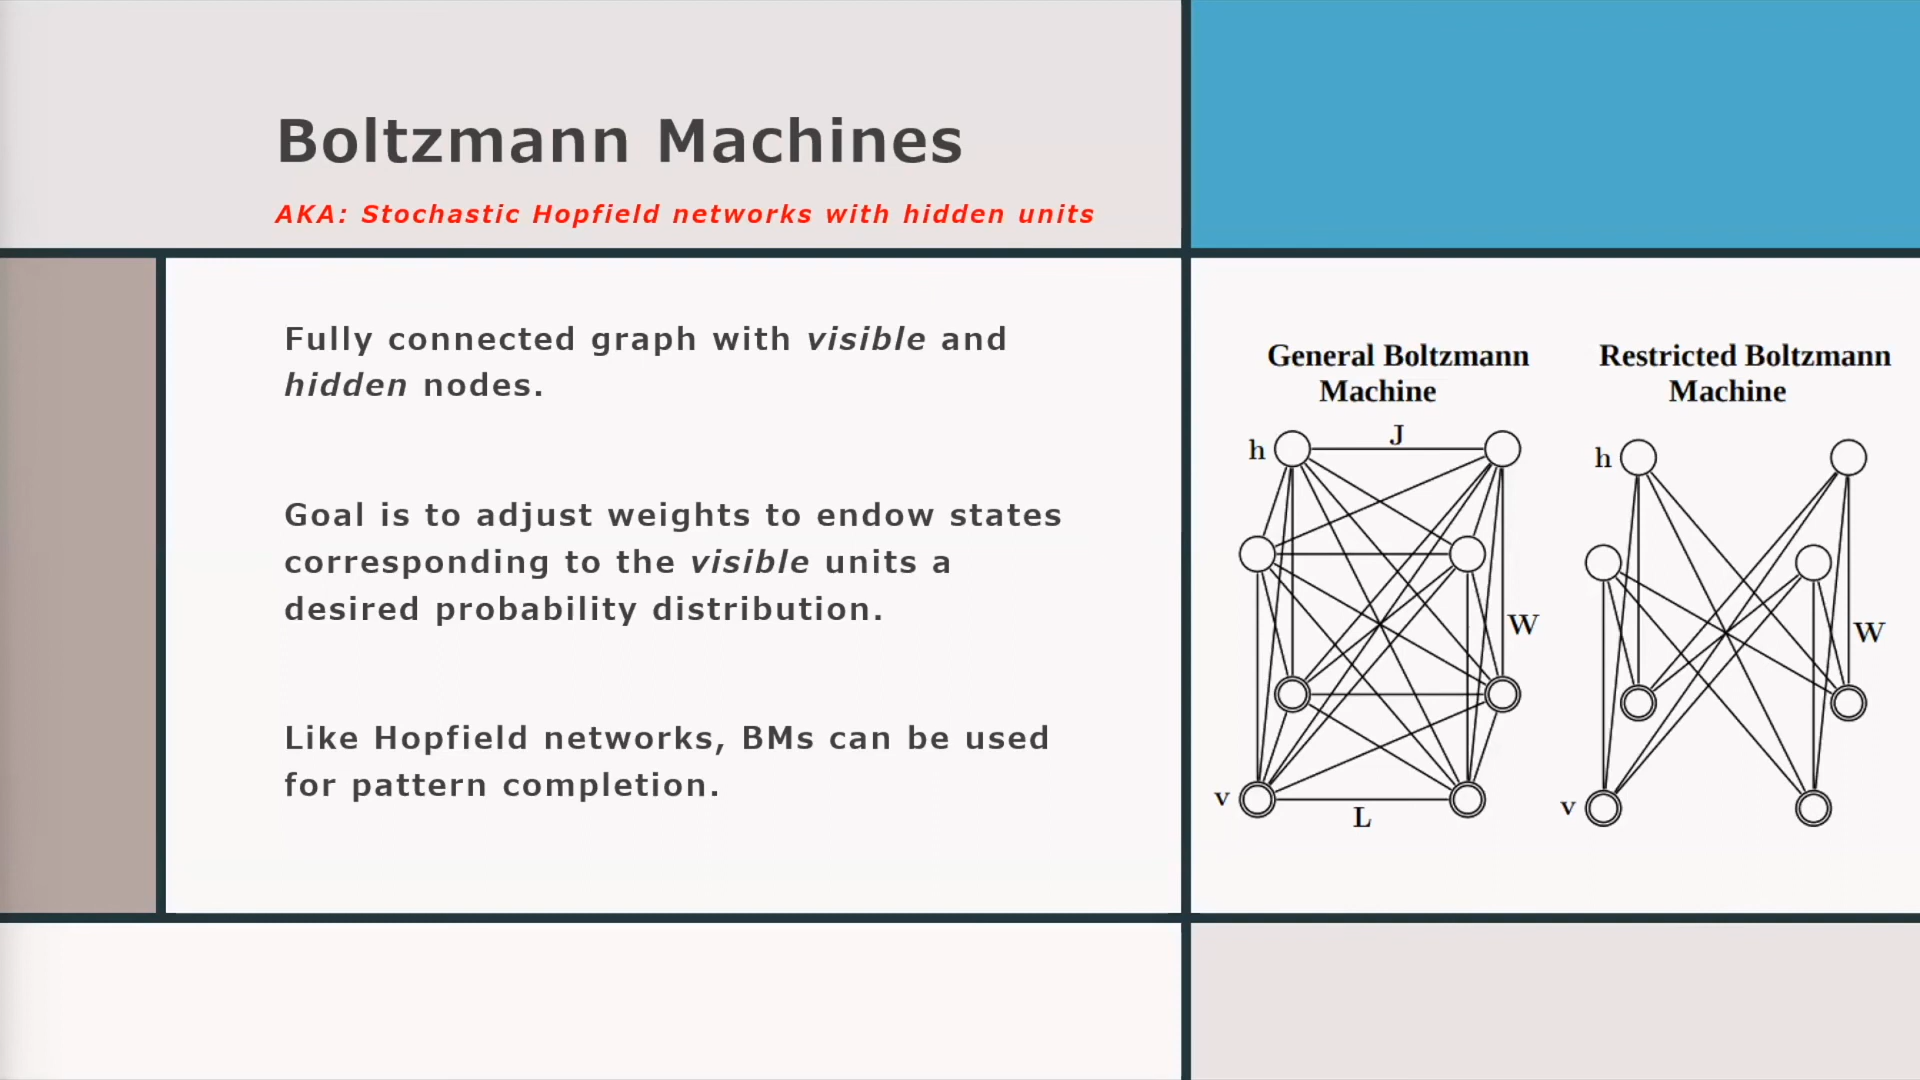 Boltzmann Machines
AKA: Stochastic Hopfield networks with hidden units
Fully connected graph with visible and
hidden nodes.
Goal is to adjust weights to endow states
corresponding to the visible units a
desired probability distribution.
Like Hopfield networks, BMs can be used
for pattern completion.
General Boltzmann
Machine
h
J
W
v
L
Restricted Boltzmann
Machine
h
W
v